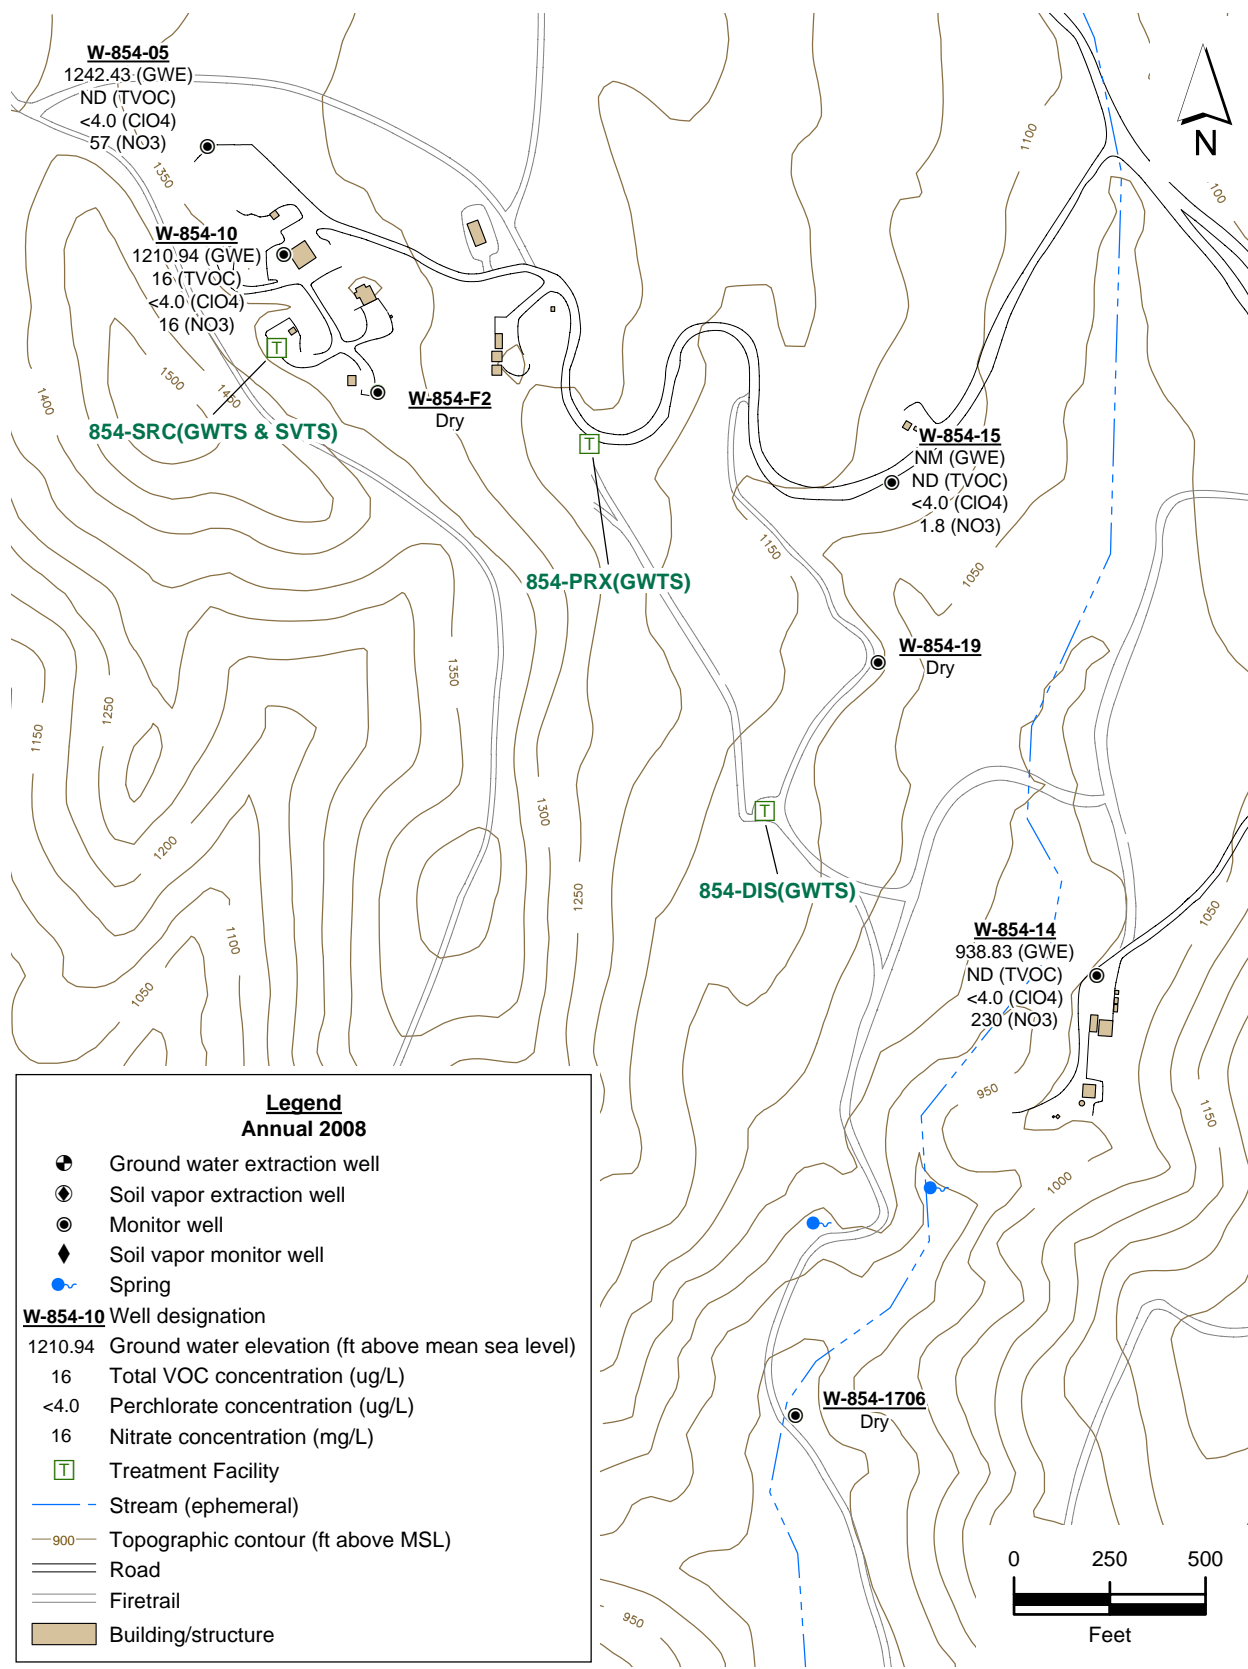 W-854-05
1242.43 (GWE)
ND (TVOC)
<4.0 (ClO4)
57 (NO3)
1350
W-854-10
1210.94 (GWE)
16 (TVOC)
<4.0 (ClO4)
16 (NO3)
1100
N
1500
1450
1400
854-SRC(GWTS & SVTS)
W-854-F2
Dry
W-854-15
NM (GWE)
ND (TVOC)
<4.0 (ClO4)
1.8 (NO3)
1150
1050
854-PRX(GWTS)
W-854-19
Dry
1350
1250
1150
1300
1200
1250
854-DIS(GWTS)
W-854-14
938.83 (GWE)
ND (TVOC)
<4.0 (ClO4)
230 (NO3)
1050
1100
1050
950
1150
1000
Legend
Annual 2008
Ground water extraction well
Soil vapor extraction well
Monitor well
Soil vapor monitor well
Spring
W-854-10 Well designation
1210.94 Ground water elevation (ft above mean sea level)
16 Total VOC concentration (ug/L)
<4.0 Perchlorate concentration (ug/L)
16 Nitrate concentration (mg/L)
T Treatment Facility
Stream (ephemeral)
900 Topographic contour (ft above MSL)
Road
Firetrail
Building/structure
T
T
T
W-854-1706
Dry
950
0 250 500
Feet